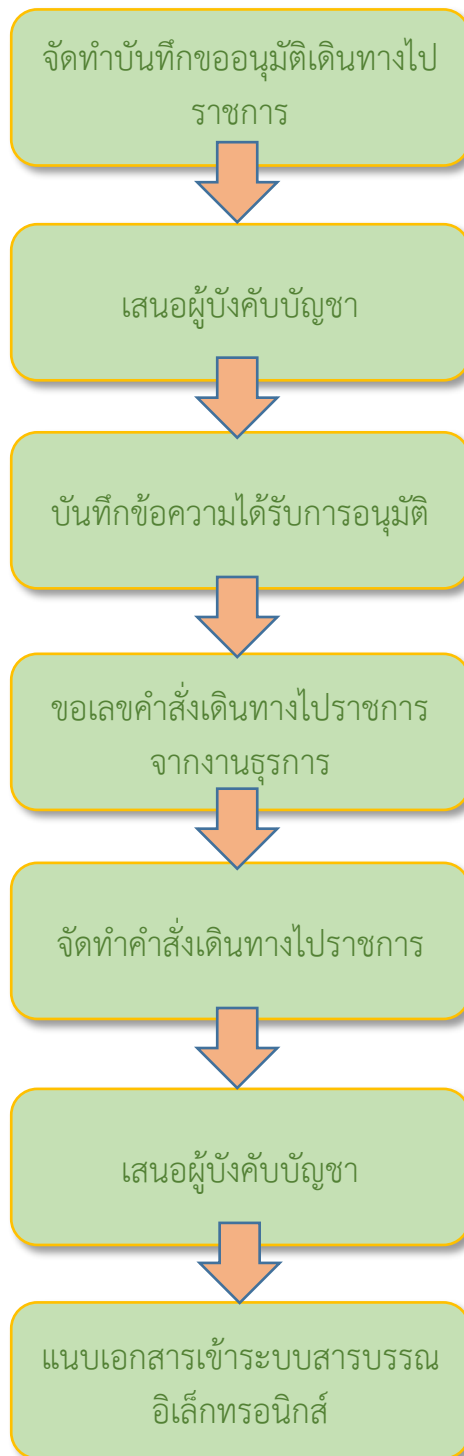 จัดทำบันทึกขออนุมัติเดินทางไป
ราชการ
เสนอผู้บังคับบัญชา
บันทึกข้อความได้รับการอนุมัติ
ขอเลขคำสั่งเดินทางไปราชการ
จากงานธุรการ
จัดทำคำสั่งเดินทางไปราชการ
เสนอผู้บังคับบัญชา
แนบเอกสารเข้าระบบสารบรรณ
อิเล็กทรอนิกส์